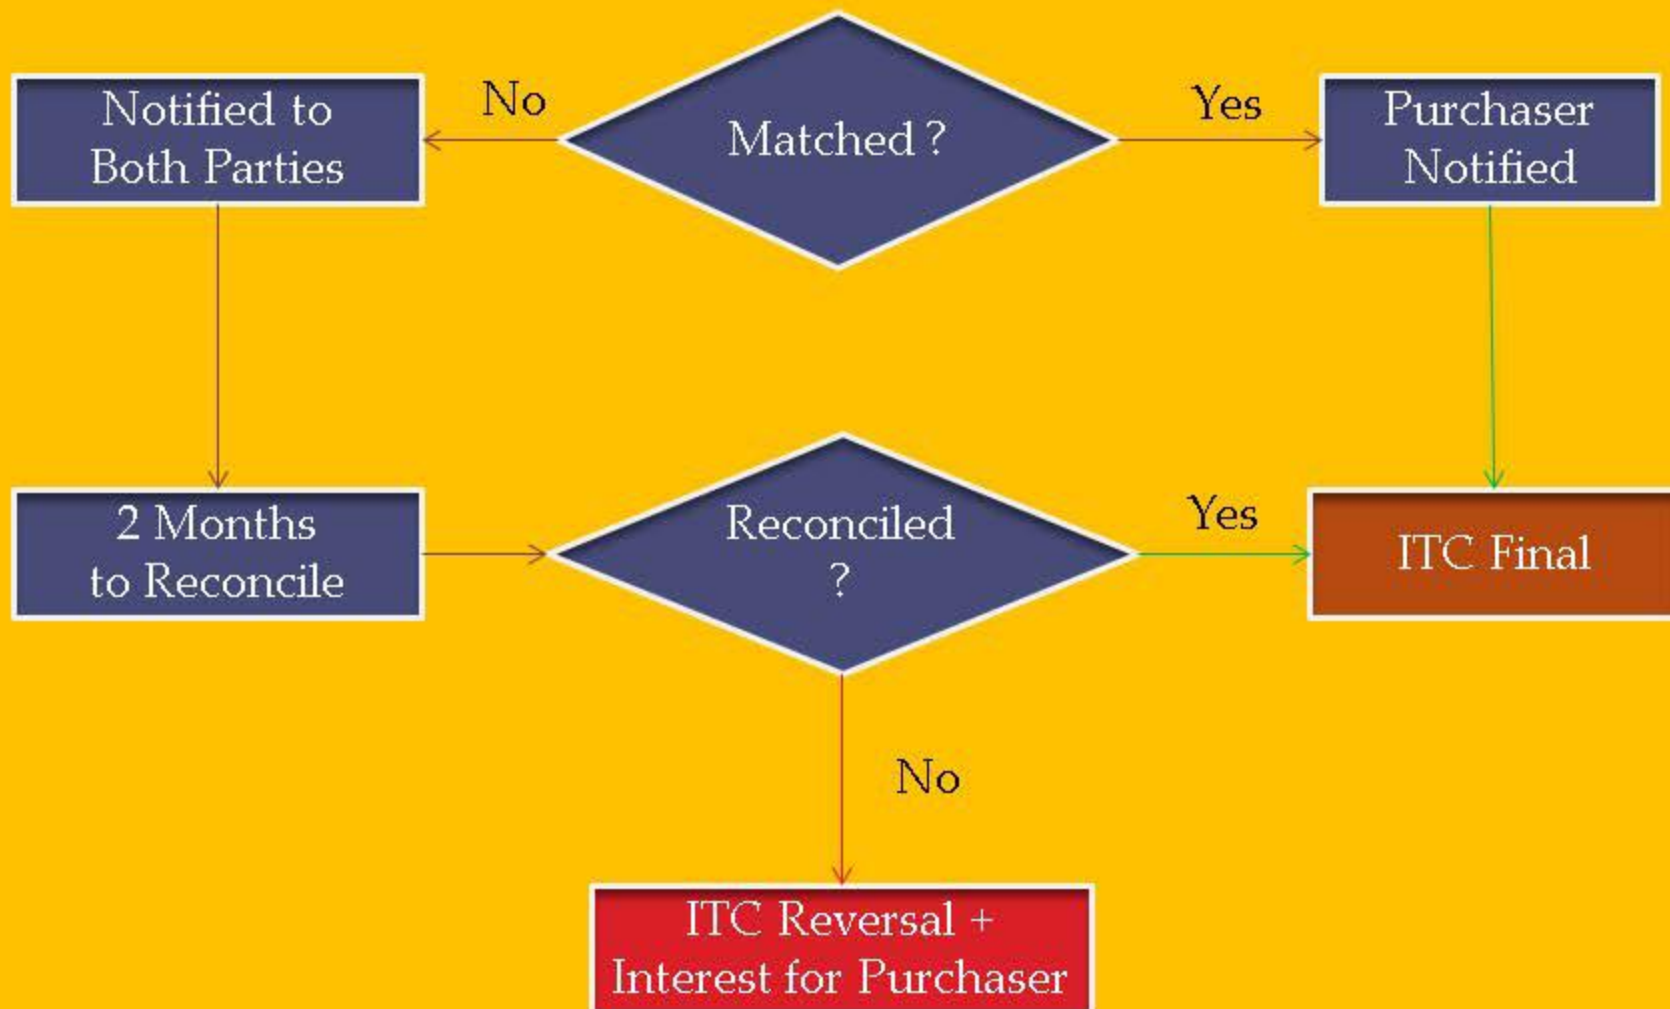 Notified to
Both Parties
No
Matched ?
Yes
Purchaser
Notified
2 Months
to Reconcile
Reconciled
?
Yes
ITC Final
No
ITC Reversal +
Interest for Purchaser